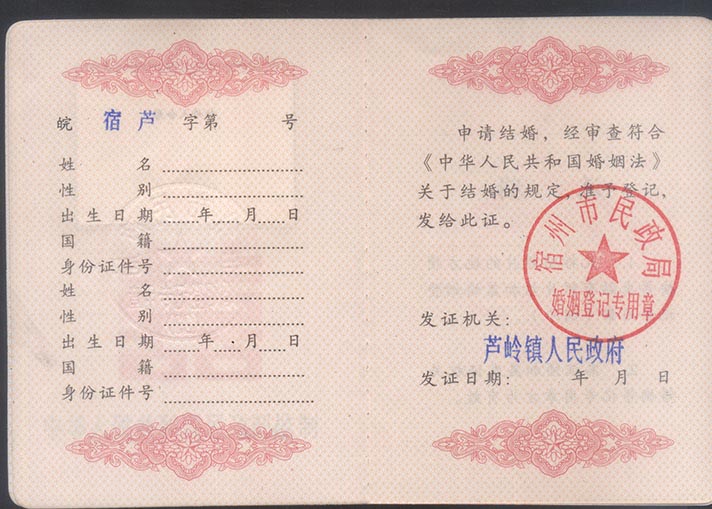 皖 宿芦 字第 号
姓 名
性 别
出生日期 年 月 日
国 籍
身份证件号
姓 名
性 别
出生日期 年 月 日
国 籍
身份证件号
申请结婚，经审查符合
《中华人民共和国婚姻法》
关于结婚的规定，准予登记，
发给此证。
宿州市民政局
婚姻登记专用章
发证机关：
芦岭镇人民政府
发证日期： 年 月 日